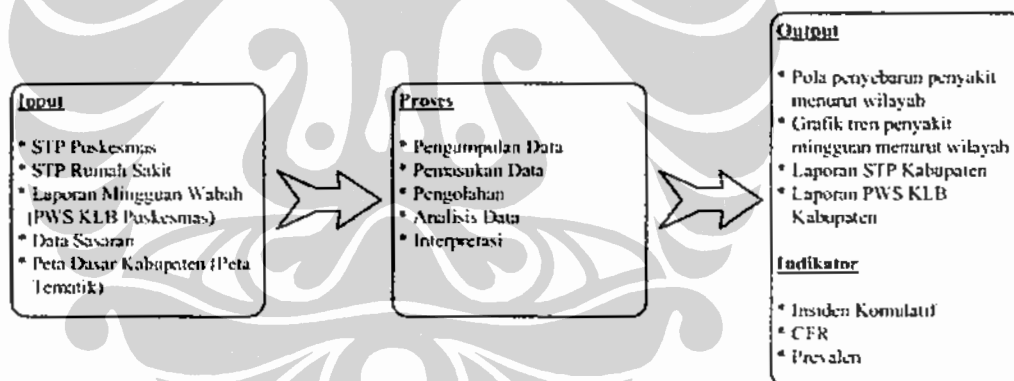 Input
* STP Puskesmas
* STP Rumah Sakit
* Laporan Mingguan Wabah
(PWS KLB Puskesmas)
* Data Sasaran
* Peta Dasar Kabupaten (Peta
Tematik)
Proses
* Pengumpulan Data
* Pemasukan Data
* Pengolahan
* Analisis Data
* Interpretasi
Output
* Pola penyebaran penyakit
menurut wilayah
* Grafik tren penyakit
mingguan menurut wilayah
* Laporan STP Kabupaten
* Laporan PWS KLB
Kabupaten
Indikator
* Insiden Komulatif
* CFR
* Prevalen